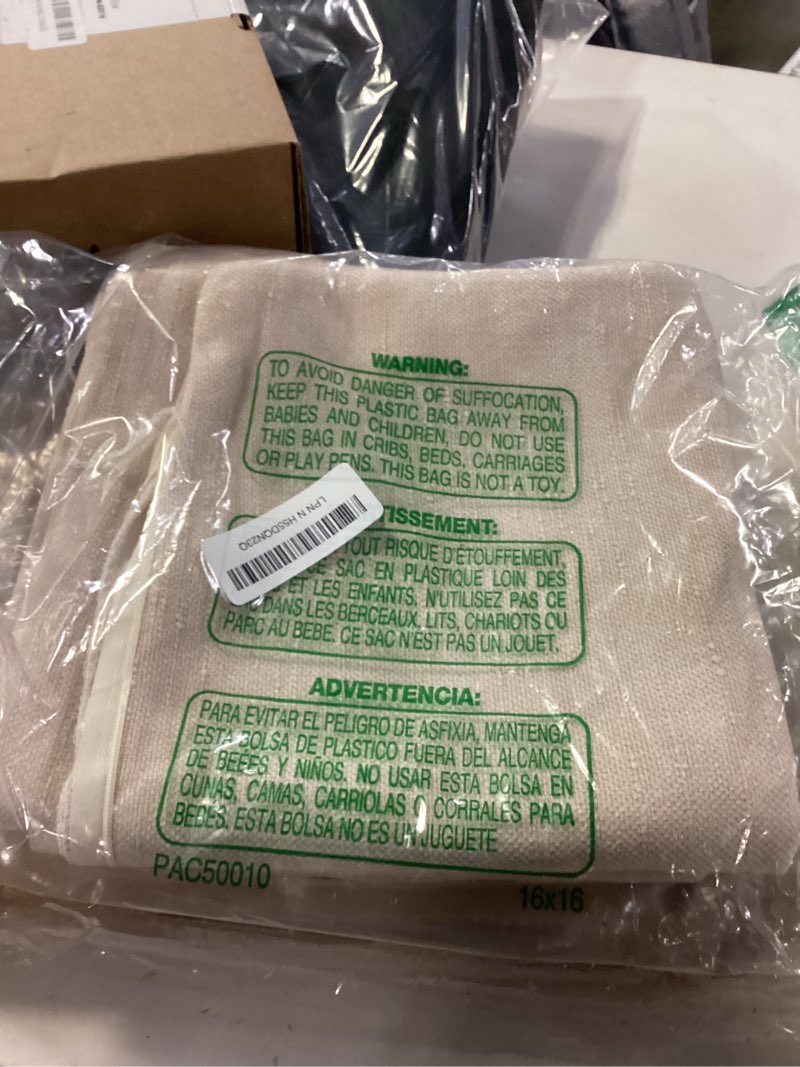 WARNING:
TO AVOID DANGER OF SUFFOCATION,
KEEP THIS PLASTIC BAG AWAY FROM
BABIES AND CHILDREN, DO NOT USE
THIS BAG IN CRIBS, BEDS, CARRIAGES
OR PLAY PENS. THIS BAG IS NOT A TOY.
LPN N H55DQN23Q
TISSEMENT:
TOUT RISQUE D'ETOUFFEMENT,
SAC EN PLASTIQUE LOIN DES
ET LES ENFANTS. N'UTILISEZ PAS CE
DANS LES BERCEAUX, LITS, CHARIOTS OU
PARC AU BEBE. CE SAC N'EST PAS UN JOUET.
ADVERTENCIA:
PARA EVITAR EL PELIGRO DE ASFIXIA, MANTENGA
ESTA BOLSA DE PLASTICO FUERA DEL ALCANCE
DE BEBES Y NIÑOS. NO USAR ESTA BOLSA EN
CUNAS, CAMAS, CARRIOLAS O CORRALES PARA
BEBES. ESTA BOLSA NO ES UN JUGUETE
PAC50010
16x16